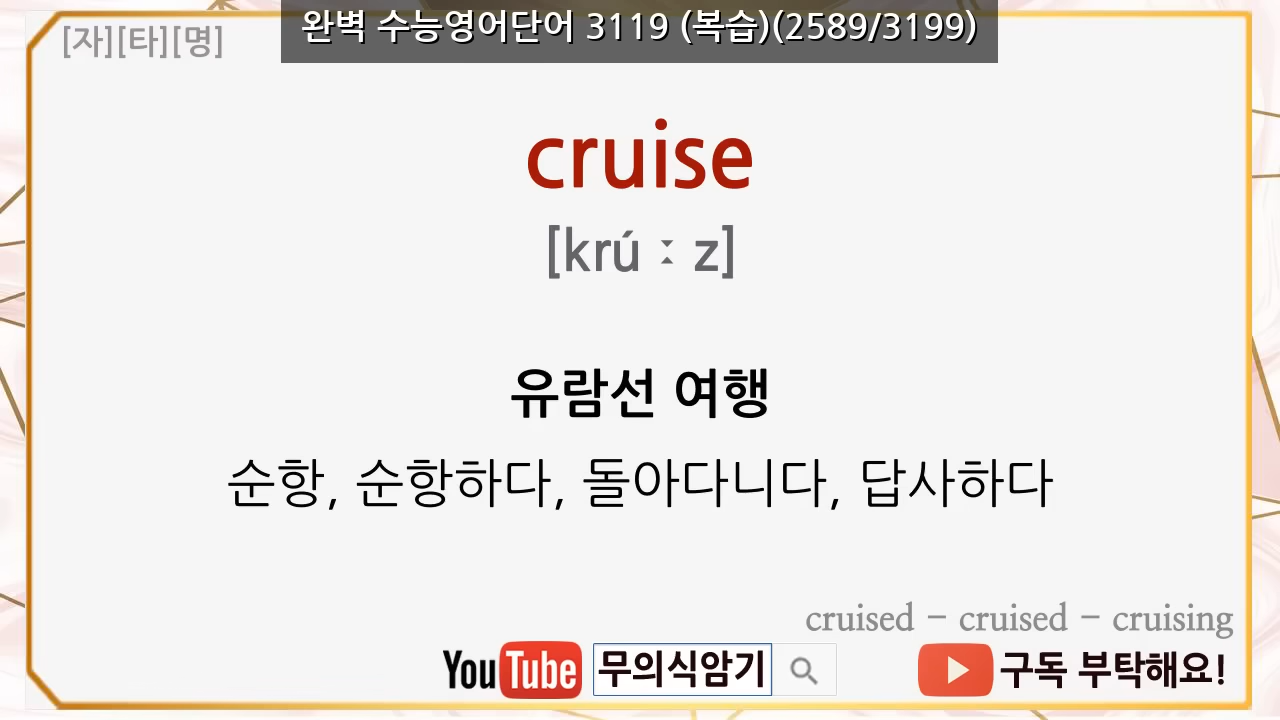 완벽 수능영어단어 3119 (복습)(2589/3199)
[자][타][명]
cruise
[krúːz]
유람선 여행
순항, 순항하다, 돌아다니다, 답사하다
cruised - cruised - cruising
YouTube 무의식암기 구독 부탁해요!